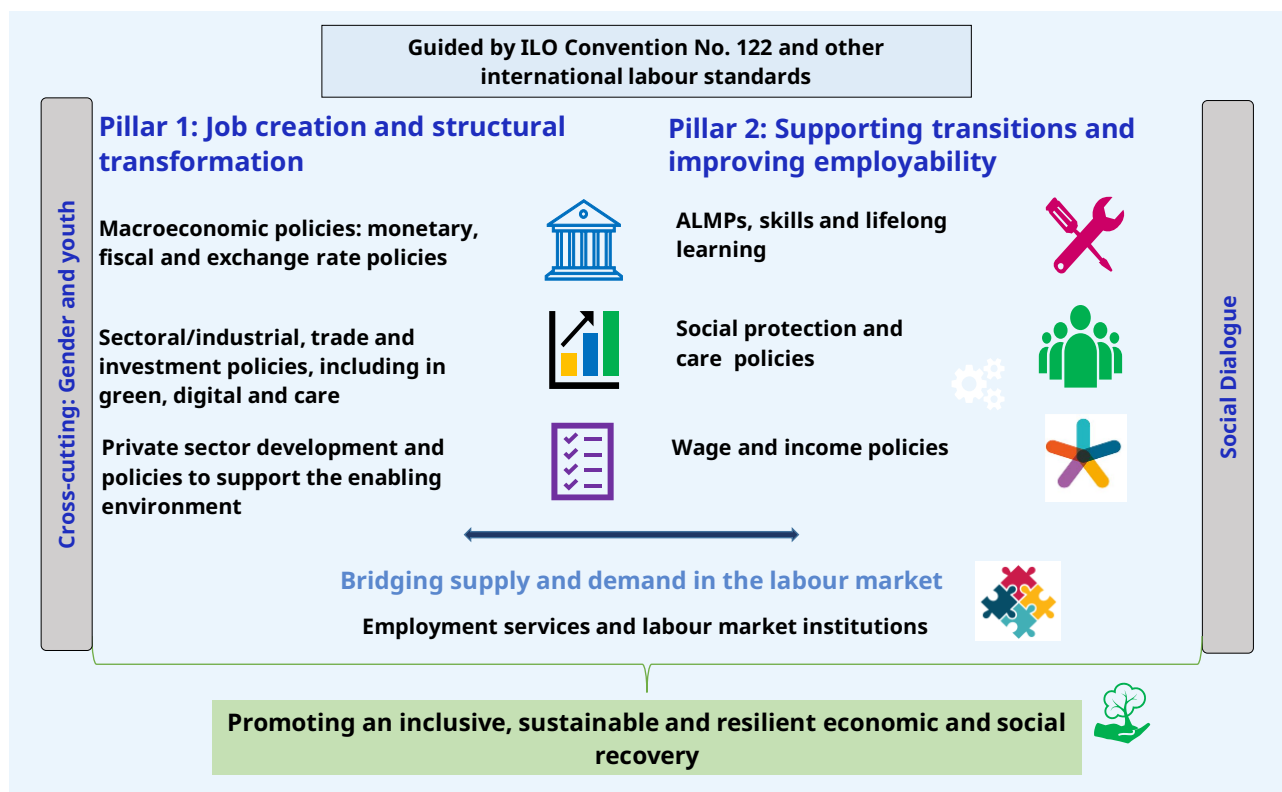 Guided by ILO Convention No. 122 and other
international labour standards
Cross-cutting: Gender and youth
Pillar 1: Job creation and structural
transformation
Macroeconomic policies: monetary,
fiscal and exchange rate policies
Sectoral/industrial, trade and
investment policies, including in
green, digital and care
Private sector development and
policies to support the enabling
environment
Pillar 2: Supporting transitions and
improving employability
ALMPs, skills and lifelong
learning
Social protection and
care  policies
Wage and income policies
Social Dialogue
Bridging supply and demand in the labour market
Employment services and labour market institutions
Promoting an inclusive, sustainable and resilient economic and social
recovery